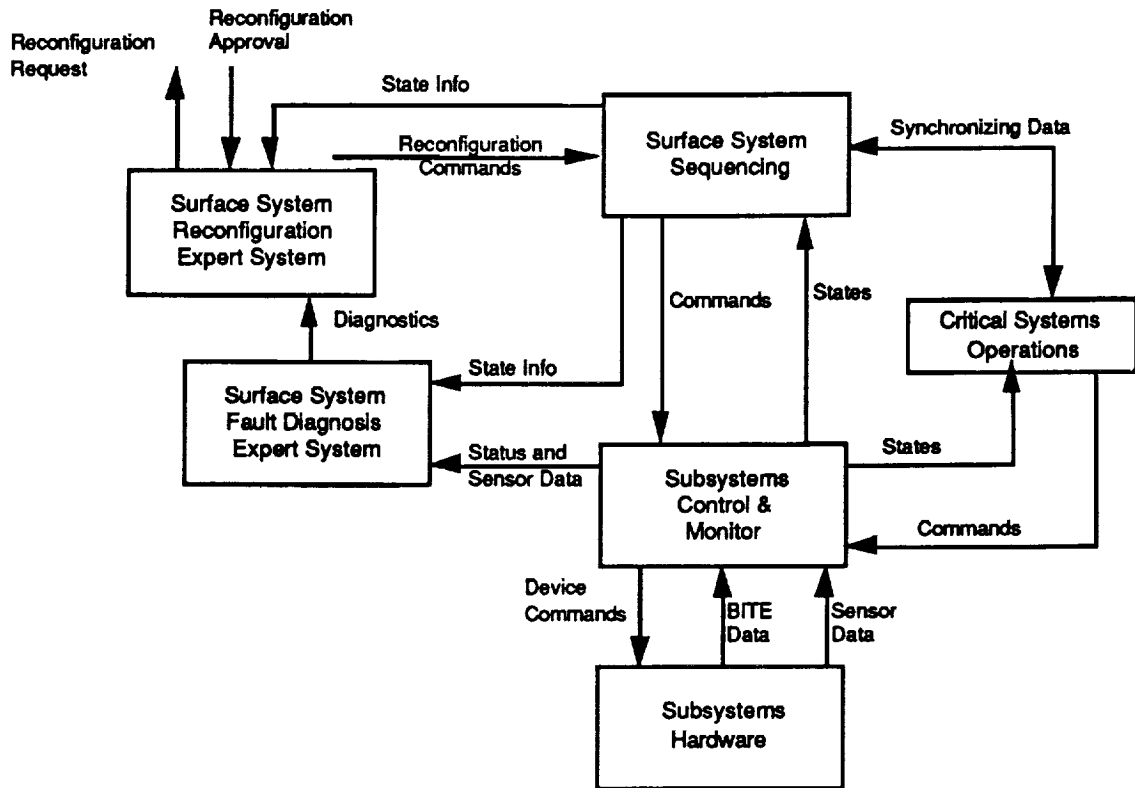 Reconfiguration
Request
Reconfiguration
Approval
State Info
Reconfiguration
Commands
Surface System
Sequencing
Synchronizing Data
Surface System
Reconfiguration
Expert System
Commands
States
Diagnostics
Critical Systems
Operations
State Info
Surface System
Fault Diagnosis
Expert System
Status and
Sensor Data
Subsystems
Control &
Monitor
States
Commands
Device
Commands
BITE
Data
Sensor
Data
Subsystems
Hardware